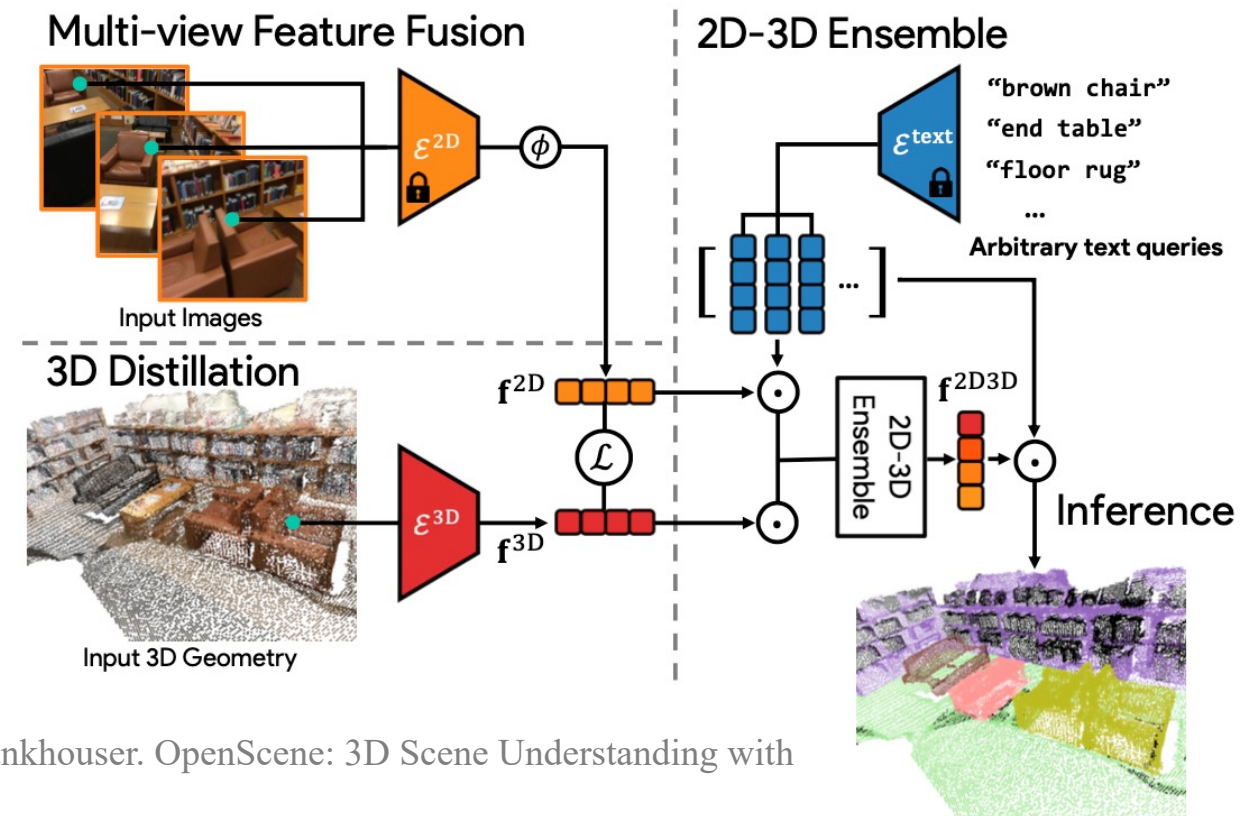 Multi-view Feature Fusion
ℰ2D
ϕ
Input Images
3D Distillation
f2D
ℒ
ℰ3D
f3D
Input 3D Geometry
2D-3D Ensemble
ℰtext
“brown chair”
“end table”
“floor rug”
...
Arbitrary text queries
[ ... ]
2D-3D
Ensemble
f2D3D
Inference
OpenScene: 3D Scene Understanding with